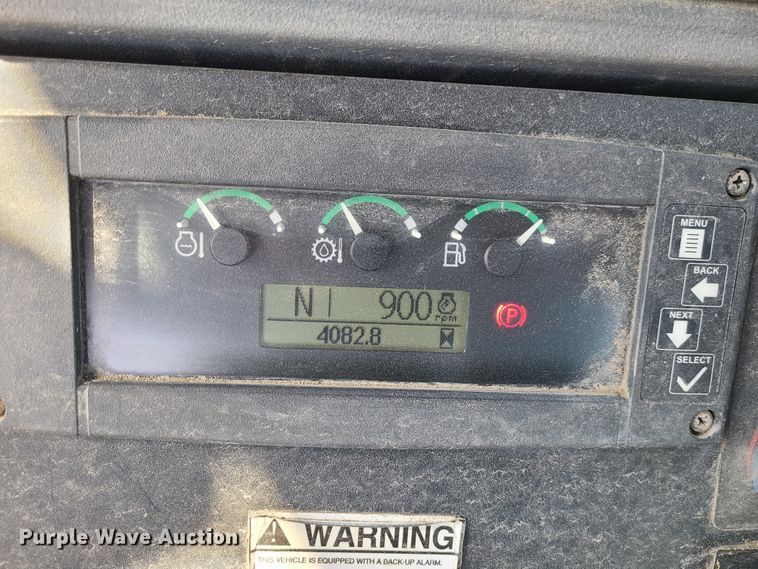 MENU
BACK
NEXT
SELECT
N 900 rpm
4082.8
P
WARNING
THIS VEHICLE IS EQUIPPED WITH A BACK-UP ALARM.
Purple Wave Auction